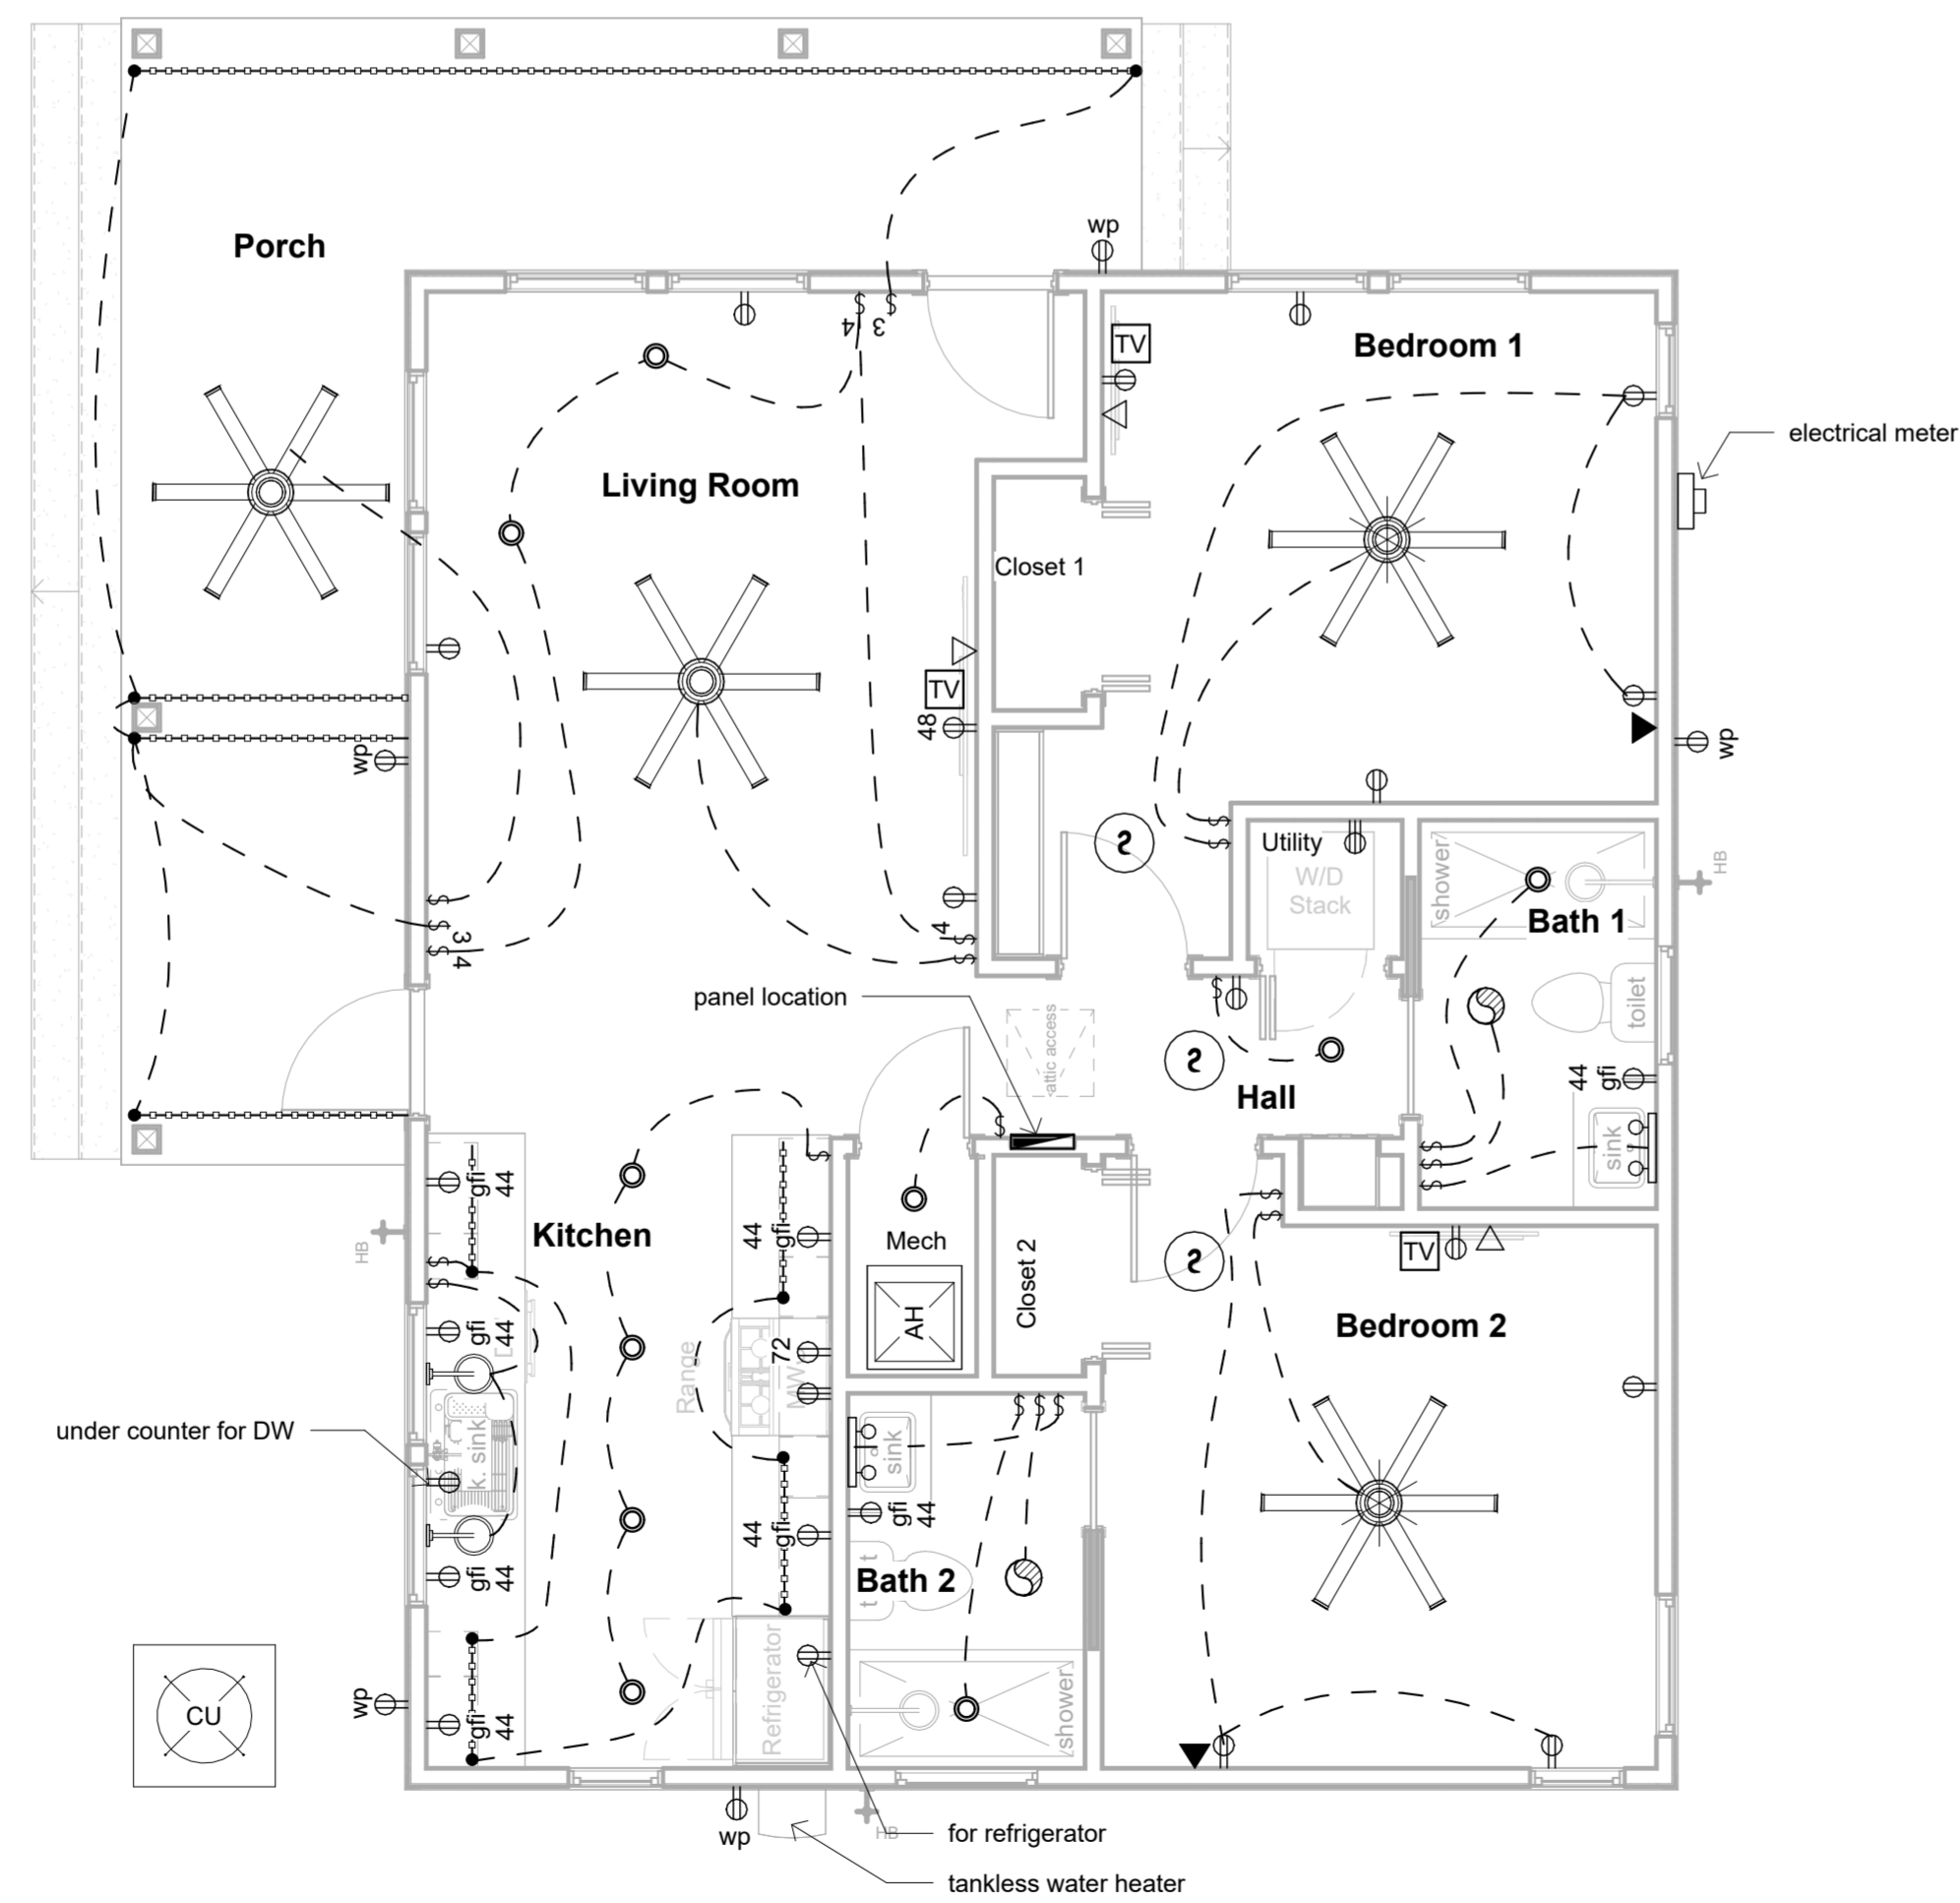 wp
Porch
TV
Bedroom 1
4
3
electrical meter
Living Room
Closet 1
TV
48
wp
wp
Utility
W/D
Stack
shower
HB
Bath 1
4
3
4
panel location
attic access
toilet
44
gfi
Hall
sink
gfi
44
Kitchen
44
gfi
Mech
HB
TV
Closet 2
AH
gfi
44
Bedroom 2
72
Range
MW
under counter for DW
k. sink
sink
gfi
44
44
gfi
gfi
44
Bath 2
Refrigerator
shower
CU
wp
gfi
44
wp
HB
for refrigerator
tankless water heater